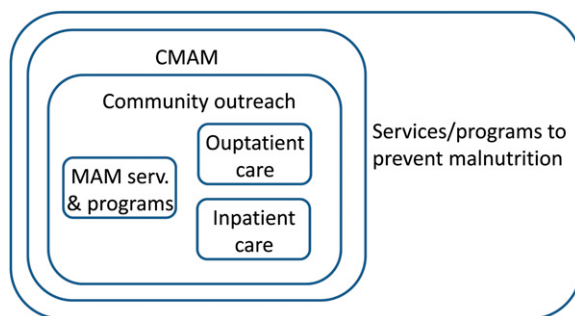 CMAM
Community outreach
Services/programs to
prevent malnutrition
Ouptatient
care
MAM serv.
& programs
Inpatient
care